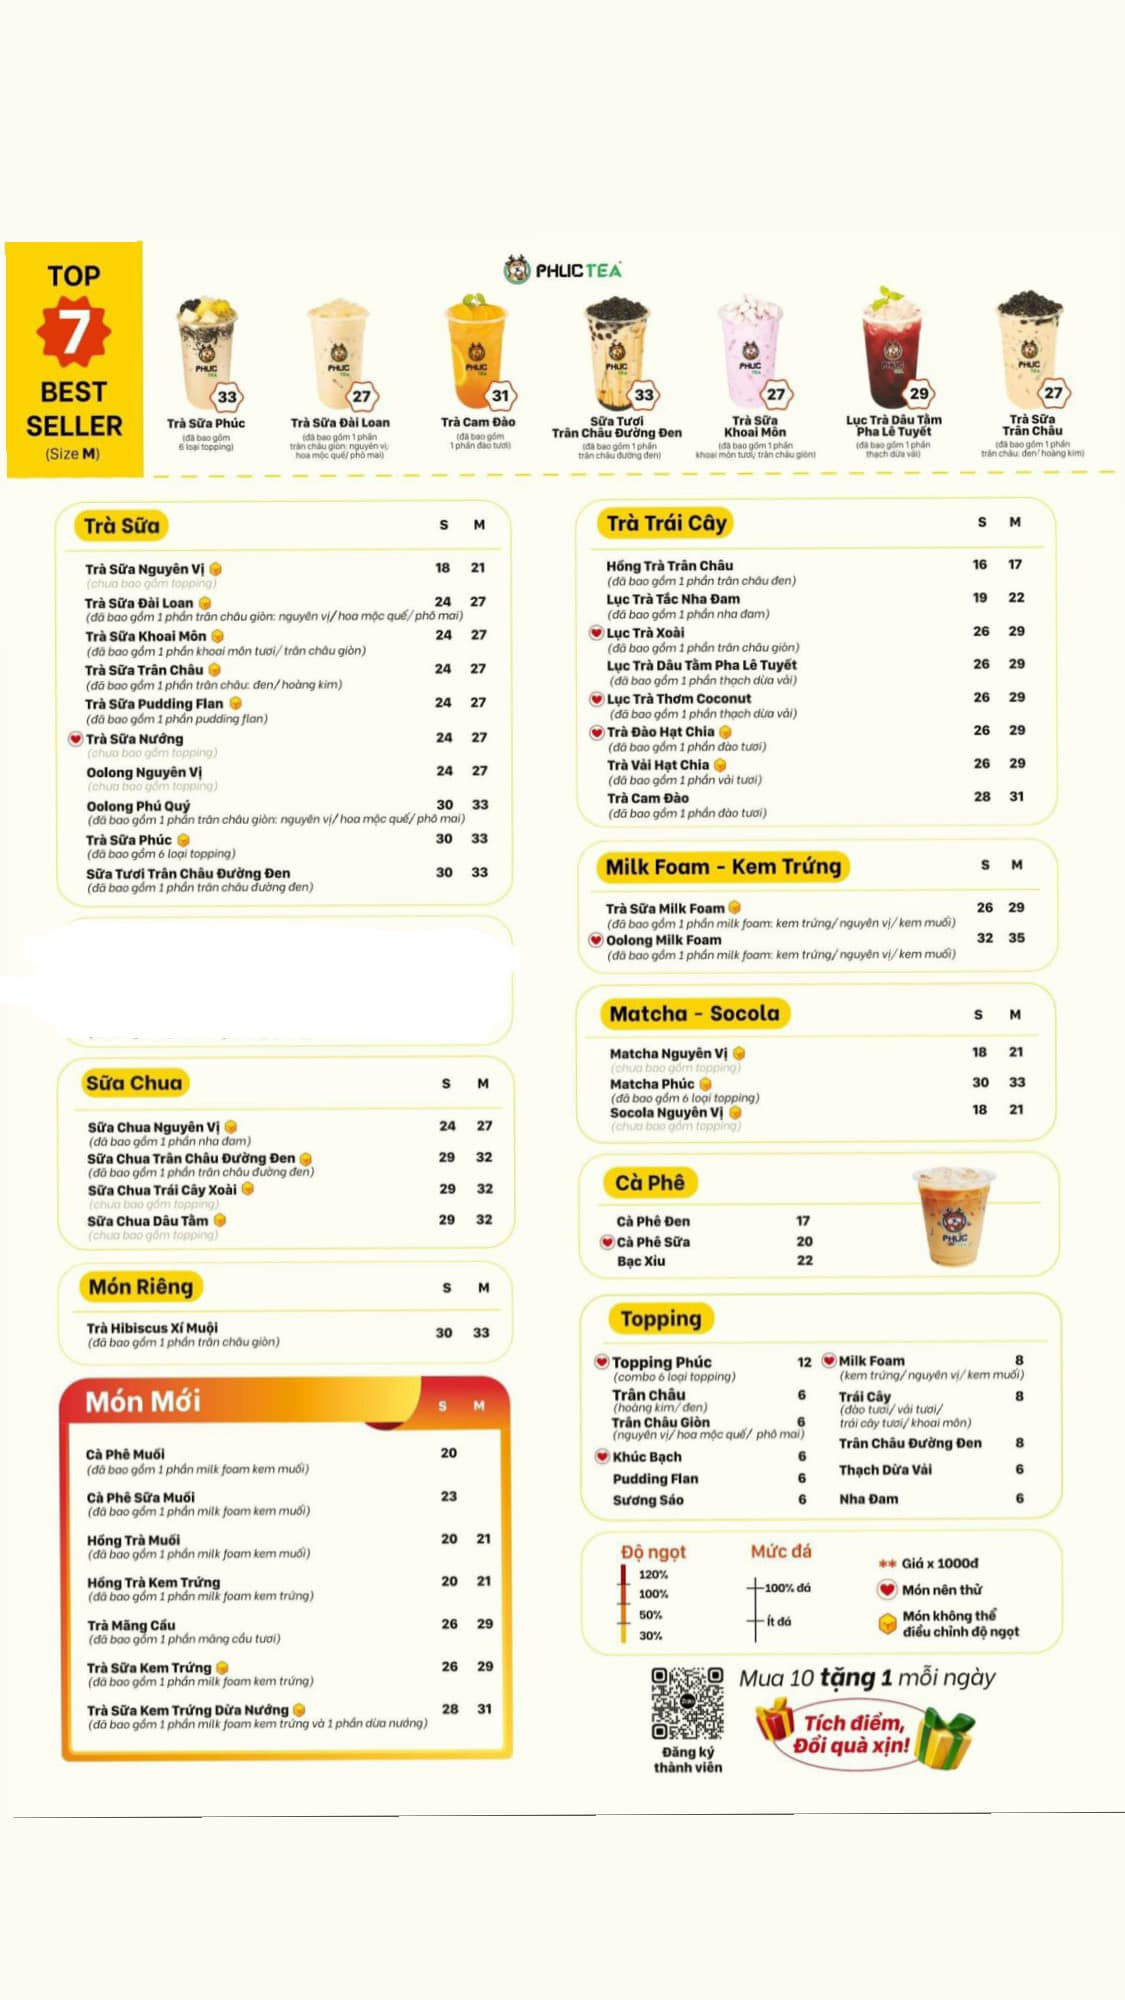 TOP
7
BEST
SELLER
(Size M)
PHUCTEA
33
Trà Sữa Phúc
(đã bao gồm
6 loại topping)
27
Trà Sữa Đài Loan
(đã bao gồm 1 phần
trân châu giòn: nguyên vị/
hoa mộc quế/ phô mai)
31
Trà Cam Đào
(đã bao gồm
1 phần đào tươi)
33
Sữa Tươi
Trân Châu Đường Đen
(đã bao gồm 1 phần
trân châu đường đen)
27
Trà Sữa
Khoai Môn
(đã bao gồm 1 phần
khoai môn tươi/ trân châu giòn)
29
Lục Trà Dâu Tằm
Pha Lê Tuyết
(đã bao gồm 1 phần
thạch dừa vải)
27
Trà Sữa
Trân Châu
(đã bao gồm 1 phần
trân châu: đen/ hoàng kim)
Trà Sữa S M
Trà Sữa Nguyên Vị 18 21
(chưa bao gồm topping)
Trà Sữa Đài Loan 24 27
(đã bao gồm 1 phần trân châu giòn: nguyên vị/ hoa mộc quế/ phô mai)
Trà Sữa Khoai Môn 24 27
(đã bao gồm 1 phần khoai môn tươi/ trân châu giòn)
Trà Sữa Trân Châu 24 27
(đã bao gồm 1 phần trân châu: đen/ hoàng kim)
Trà Sữa Pudding Flan 24 27
(đã bao gồm 1 phần pudding flan)
Trà Sữa Nướng 24 27
(chưa bao gồm topping)
Oolong Nguyên Vị 24 27
(chưa bao gồm topping)
Oolong Phú Quý 30 33
(đã bao gồm 1 phần trân châu giòn: nguyên vị/ hoa mộc quế/ phô mai)
Trà Sữa Phúc 30 33
(đã bao gồm 6 loại topping)
Sữa Tươi Trân Châu Đường Đen 30 33
(đã bao gồm 1 phần trân châu đường đen)
Sữa Chua S M
Sữa Chua Nguyên Vị 24 27
(đã bao gồm 1 phần nha đam)
Sữa Chua Trân Châu Đường Đen 29 32
(đã bao gồm 1 phần trân châu đường đen)
Sữa Chua Trái Cây Xoài 29 32
(chưa bao gồm topping)
Sữa Chua Dâu Tằm 29 32
(chưa bao gồm topping)
Món Riêng S M
Trà Hibiscus Xí Muội 30 33
(đã bao gồm 1 phần trân châu giòn)
Món Mới S M
Cà Phê Muối 20
(đã bao gồm 1 phần milk foam kem muối)
Cà Phê Sữa Muối 23
(đã bao gồm 1 phần milk foam kem muối)
Hồng Trà Muối 20 21
(đã bao gồm 1 phần milk foam kem muối)
Hồng Trà Kem Trứng 20 21
(đã bao gồm 1 phần milk foam kem trứng)
Trà Mãng Cầu 26 29
(đã bao gồm 1 phần mãng cầu tươi)
Trà Sữa Kem Trứng 26 29
(đã bao gồm 1 phần milk foam kem trứng)
Trà Sữa Kem Trứng Dừa Nướng 28 31
(đã bao gồm 1 phần milk foam kem trứng và 1 phần dừa nướng)
Trà Trái Cây S M
Hồng Trà Trân Châu 16 17
(đã bao gồm 1 phần trân châu đen)
Lục Trà Tắc Nha Đam 19 22
(đã bao gồm 1 phần nha đam)
Lục Trà Xoài 26 29
(đã bao gồm 1 phần trân châu giòn)
Lục Trà Dâu Tằm Pha Lê Tuyết 26 29
(đã bao gồm 1 phần thạch dừa vải)
Lục Trà Thơm Coconut 26 29
(đã bao gồm 1 phần thạch dừa vải)
Trà Đào Hạt Chia 26 29
(đã bao gồm 1 phần đào tươi)
Trà Vải Hạt Chia 26 29
(đã bao gồm 1 phần vải tươi)
Trà Cam Đào 28 31
(đã bao gồm 1 phần đào tươi)
Milk Foam - Kem Trứng S M
Trà Sữa Milk Foam 26 29
(đã bao gồm 1 phần milk foam: kem trứng/ nguyên vị/ kem muối)
Oolong Milk Foam 32 35
(đã bao gồm 1 phần milk foam: kem trứng/ nguyên vị/ kem muối)
Matcha - Socola S M
Matcha Nguyên Vị 18 21
(chưa bao gồm topping)
Matcha Phúc 30 33
(đã bao gồm 6 loại topping)
Socola Nguyên Vị 18 21
(chưa bao gồm topping)
Cà Phê
Cà Phê Đen 17
Cà Phê Sữa 20
Bạc Xỉu 22
PHUC
Topping
Topping Phúc 12
(combo 6 loại topping)
Trân Châu 6
(hoàng kim/ đen)
Trân Châu Giòn 6
(nguyên vị/ hoa mộc quế/ phô mai)
Khúc Bạch 6
Pudding Flan 6
Sương Sáo 6
Milk Foam 8
(kem trứng/ nguyên vị/ kem muối)
Trái Cây 8
(đào tươi/ vải tươi/
trái cây tươi/ khoai môn)
Trân Châu Đường Đen 8
Thạch Dừa Vải 6
Nha Đam 6
Độ ngọt
120%
100%
50%
30%
Mức đá
100% đá
Ít đá
** Giá x 1000đ
Món nên thử
Món không thể
điều chỉnh độ ngọt
Đăng ký
thành viên
Mua 10 tặng 1 mỗi ngày
Tích điểm,
Đổi quà xịn!